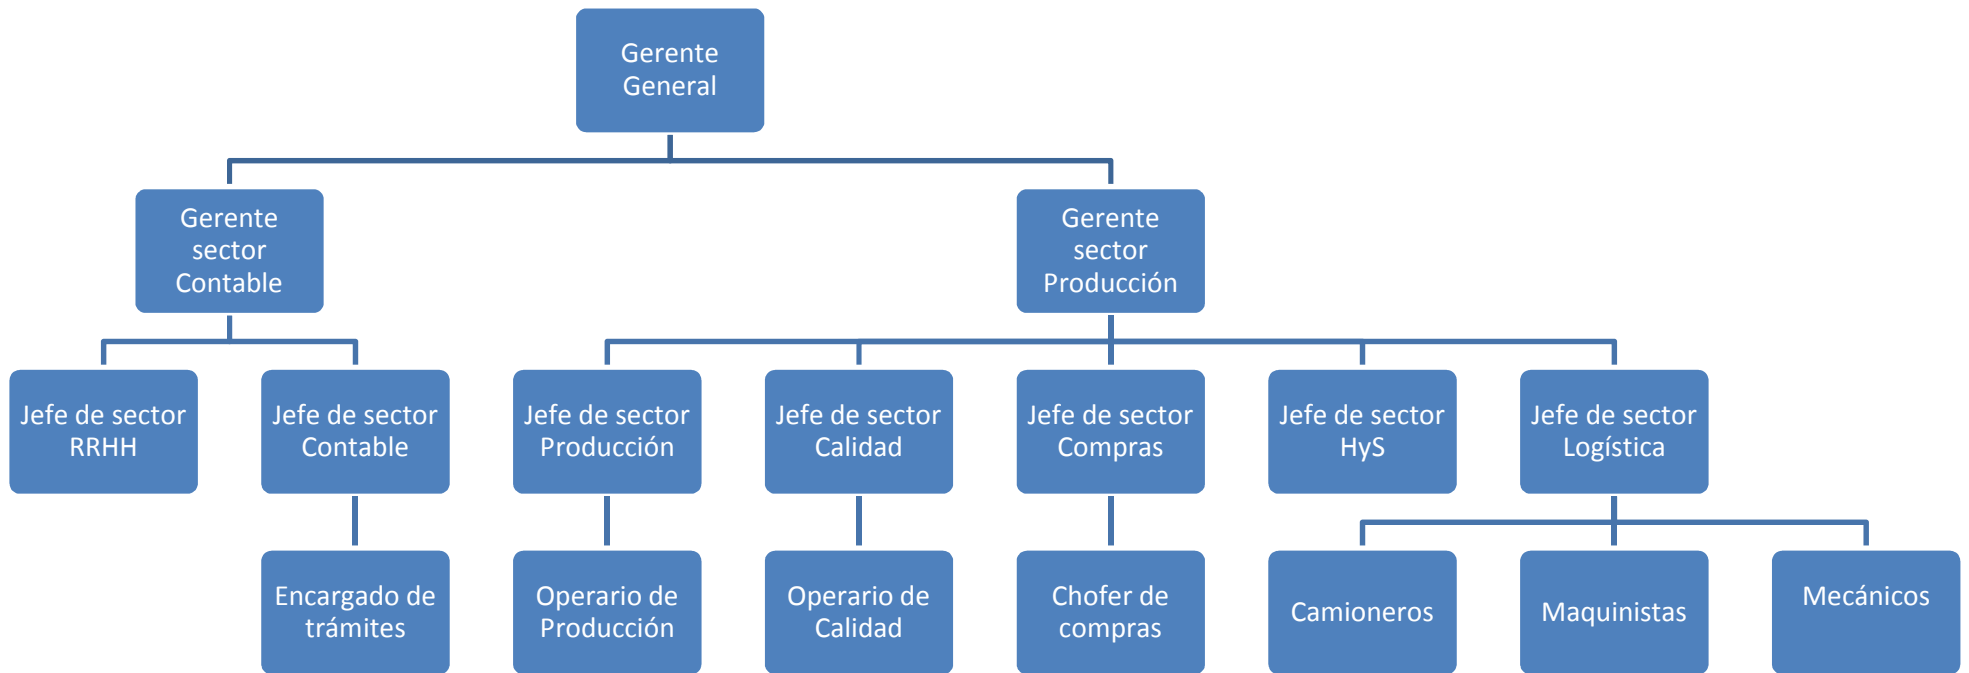 Gerente
General
Gerente
sector
Contable
Gerente
sector
Producción
Jefe de sector
RRHH
Jefe de sector
Contable
Jefe de sector
Producción
Jefe de sector
Calidad
Jefe de sector
Compras
Jefe de sector
HyS
Jefe de sector
Logística
Encargado de
trámites
Operario de
Producción
Operario de
Calidad
Chofer de
compras
Camioneros
Maquinistas
Mecánicos